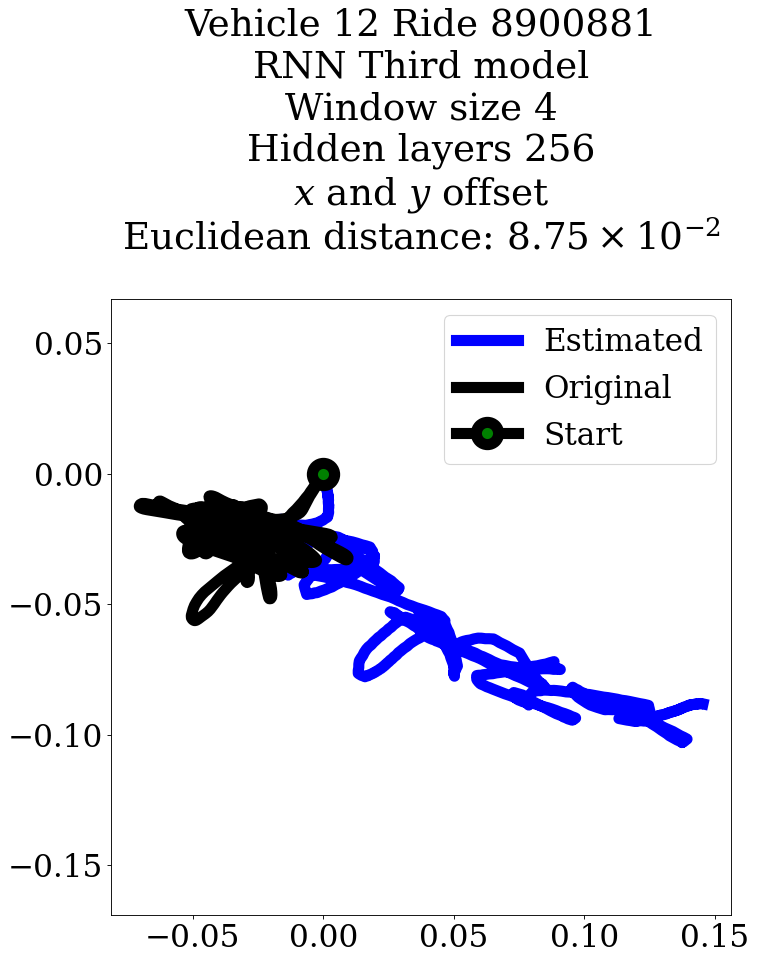 Vehicle 12 Ride 8900881
RNN Third model
Window size 4
Hidden layers 256
x and y offset
Euclidean distance: 8.75 × 10⁻²
Estimated
Original
Start
0.05
0.00
−0.05
−0.10
−0.15
−0.05 0.00 0.05 0.10 0.15